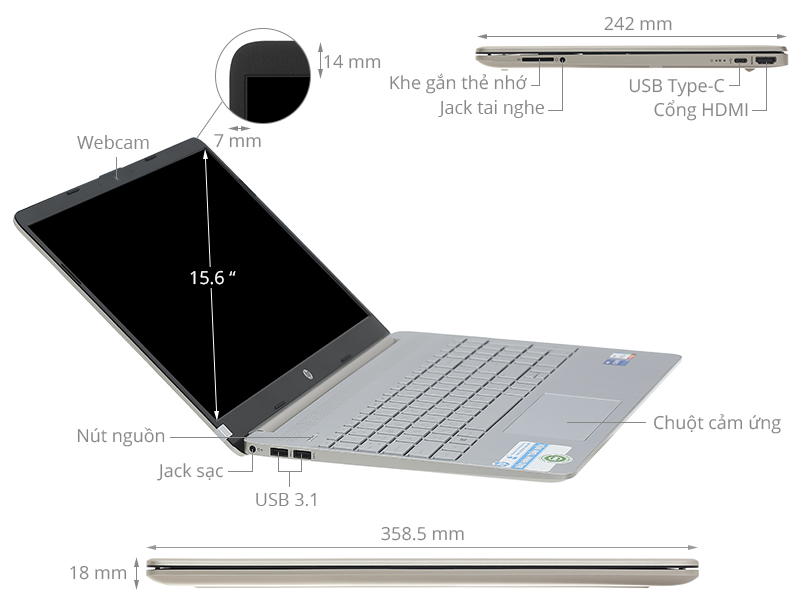 242 mm
14 mm
Khe gắn thẻ nhớ
USB Type-C
Jack tai nghe
Cổng HDMI
7 mm
Webcam
15.6 “
hp
Nút nguồn
Chuột cảm ứng
Jack sạc
USB 3.1
358.5 mm
18 mm